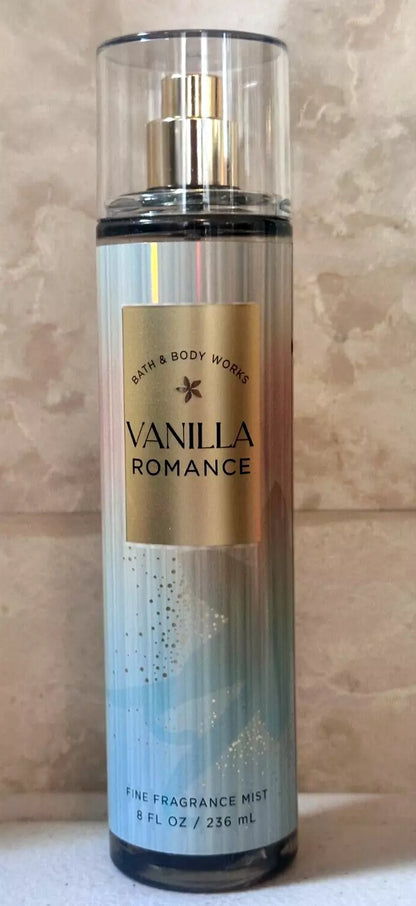 BATH & BODY WORKS
VANILLA
ROMANCE
FINE FRAGRANCE MIST
8 FL OZ / 236 mL